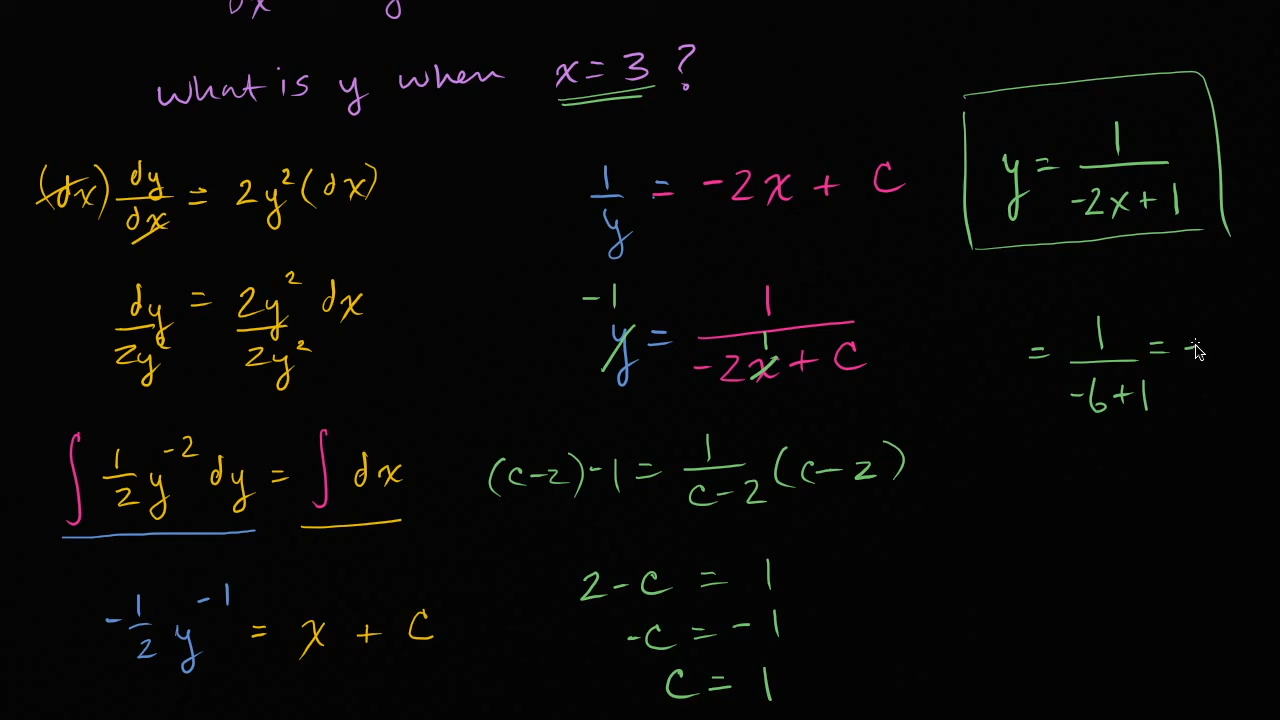 dx y
what is y when x = 3 ?
(dx) dy/dx = 2y² (dx)
dy/2y² = 2y²/2y² dx
∫ 1/2 y⁻² dy = ∫ dx
-1/2 y⁻¹ = x + C
1/y = -2x + C
-1
y = 1/(-2x + C)
1
(c-2) -1 = 1/(c-2) (c-2)
2 - c = 1
-c = -1
c = 1
y = 1/(-2x+1)
= 1/(-6+1) = -